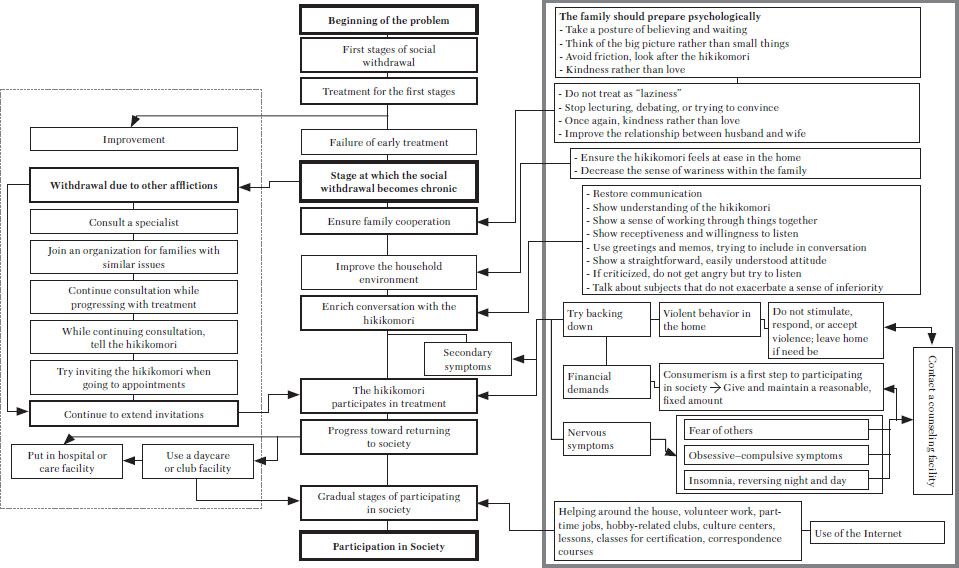 Beginning of the problem
First stages of social
withdrawal
Treatment for the first stages
Improvement
Failure of early treatment
Withdrawal due to other afflictions
Stage at which the social
withdrawal becomes chronic
Consult a specialist
Ensure family cooperation
Join an organization for families with
similar issues
Improve the household
environment
Continue consultation while
progressing with treatment
Enrich conversation with the
hikikomori
While continuing consultation,
tell the hikikomori
Secondary
symptoms
Try inviting the hikikomori when
going to appointments
The hikikomori
participates in treatment
Continue to extend invitations
Progress toward returning
to society
Put in hospital or
care facility
Use a daycare
or club facility
Gradual stages of participating
in society
Participation in Society
The family should prepare psychologically
- Take a posture of believing and waiting
- Think of the big picture rather than small things
- Avoid friction, look after the hikikomori
- Kindness rather than love
- Do not treat as “laziness”
- Stop lecturing, debating, or trying to convince
- Once again, kindness rather than love
- Improve the relationship between husband and wife
- Ensure the hikikomori feels at ease in the home
- Decrease the sense of wariness within the family
- Restore communication
- Show understanding of the hikikomori
- Show a sense of working through things together
- Show receptiveness and willingness to listen
- Use greetings and memos, trying to include in conversation
- Show a straightforward, easily understood attitude
- If criticized, do not get angry but try to listen
- Talk about subjects that do not exacerbate a sense of inferiority
Try backing
down
Violent behavior in
the home
Do not stimulate,
respond, or accept
violence; leave home
if need be
Financial
demands
Consumerism is a first step to participating
in society → Give and maintain a reasonable,
fixed amount
Nervous
symptoms
Fear of others
Obsessive–compulsive symptoms
Insomnia, reversing night and day
Contact a counseling facility
Helping around the house, volunteer work, part-
time jobs, hobby-related clubs, culture centers,
lessons, classes for certification, correspondence
courses
Use of the Internet